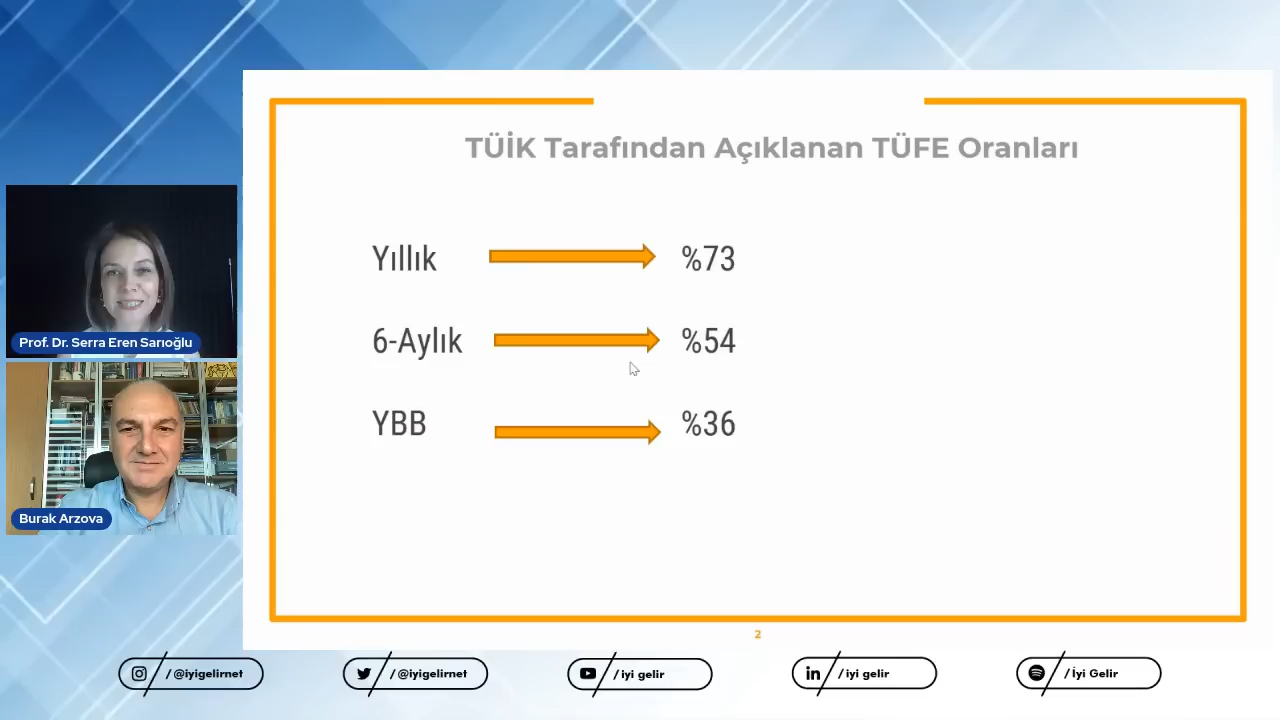 TÜİK Tarafından Açıklanan TÜFE Oranları
Yıllık %73
6-Aylık %54
YBB %36
Prof. Dr. Serra Eren Sarıoğlu
Burak Arzova
2
/ @iyigelirnet
/ @iyigelirnet
/ iyi gelir
in / iyi gelir
/ İyi Gelir